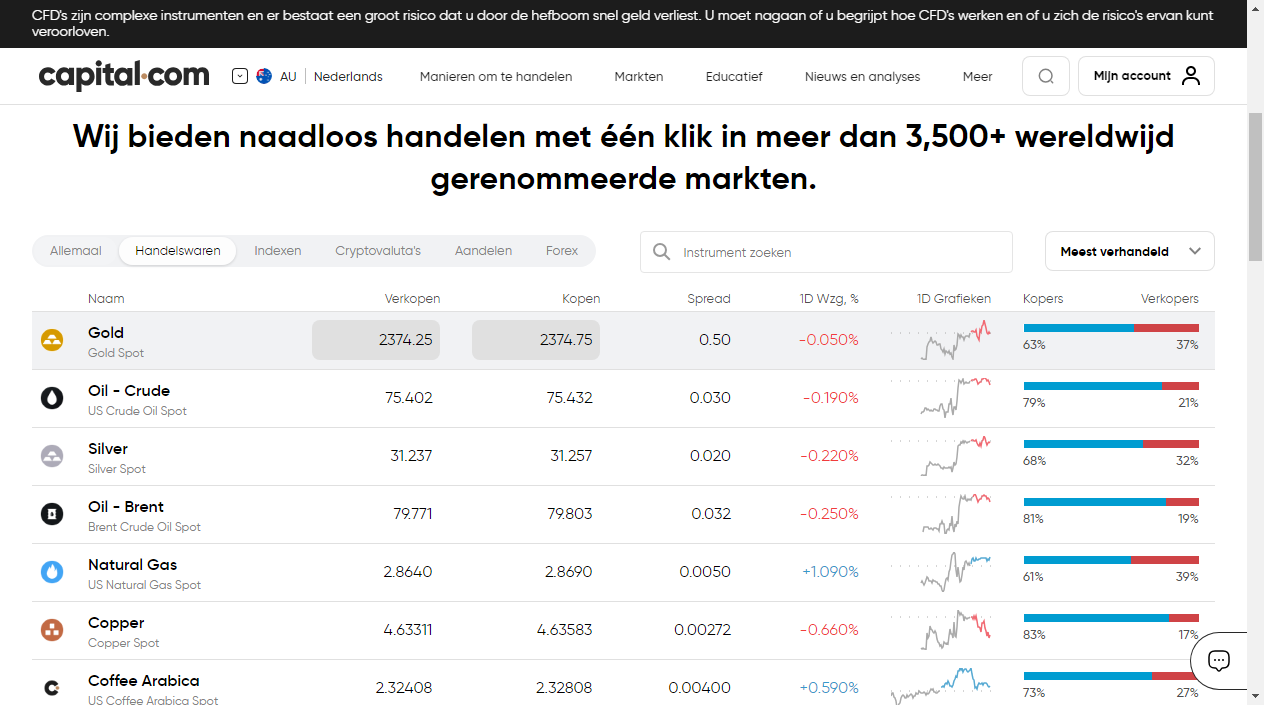 CFD's zijn complexe instrumenten en er bestaat een groot risico dat u door de hefboom snel geld verliest. U moet nagaan of u begrijpt hoe CFD's werken en of u zich de risico's ervan kunt
veroorloven.
capital.com AU Nederlands Manieren om te handelen Markten Educatief Nieuws en analyses Meer Mijn account
Wij bieden naadloos handelen met één klik in meer dan 3,500+ wereldwijd
gerenommeerde markten.
Allemaal Handelswaren Indexen Cryptovaluta's Aandelen Forex Instrument zoeken Meest verhandeld
Naam Verkopen Kopen Spread 1D Wzg, % 1D Grafieken Kopers Verkopers
Gold 2374.25 2374.75 0.50 -0.050%
Gold Spot 63% 37%
Oil - Crude 75.402 75.432 0.030 -0.190%
US Crude Oil Spot 79% 21%
Silver 31.237 31.257 0.020 -0.220%
Silver Spot 68% 32%
Oil - Brent 79.771 79.803 0.032 -0.250%
Brent Crude Oil Spot 81% 19%
Natural Gas 2.8640 2.8690 0.0050 +1.090%
US Natural Gas Spot 61% 39%
Copper 4.63311 4.63583 0.00272 -0.660%
Copper Spot 83% 17%
Coffee Arabica 2.32408 2.32808 0.00400 +0.590%
US Coffee Arabica Spot 73% 27%